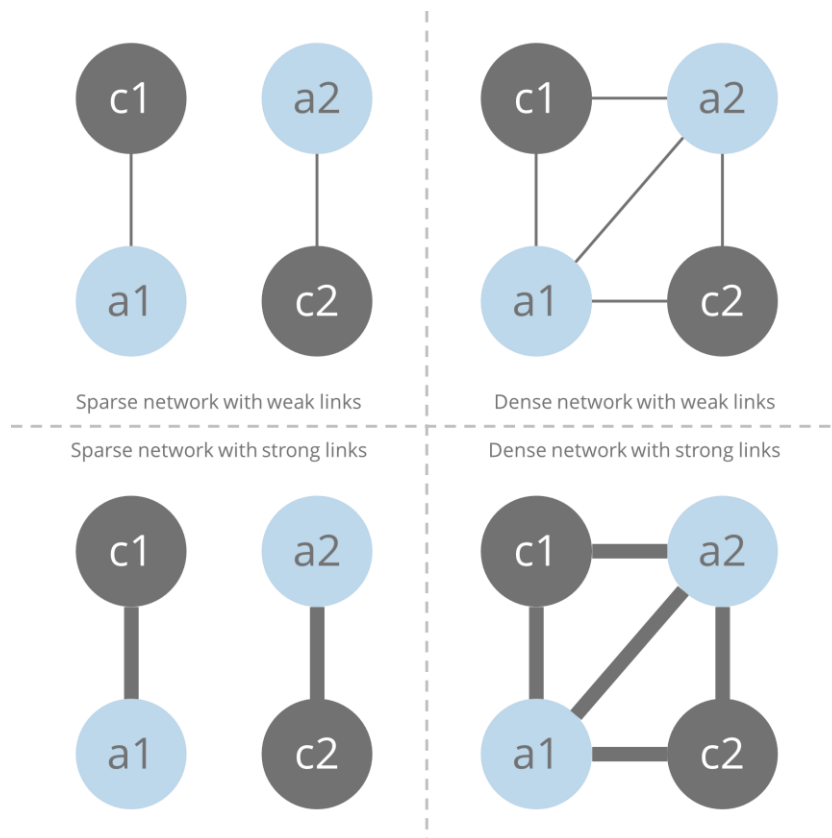 c1
a2
a1
c2
Sparse network with weak links
c1
a2
a1
c2
Dense network with weak links
Sparse network with strong links
c1
a2
a1
c2
Dense network with strong links
c1
a2
a1
c2